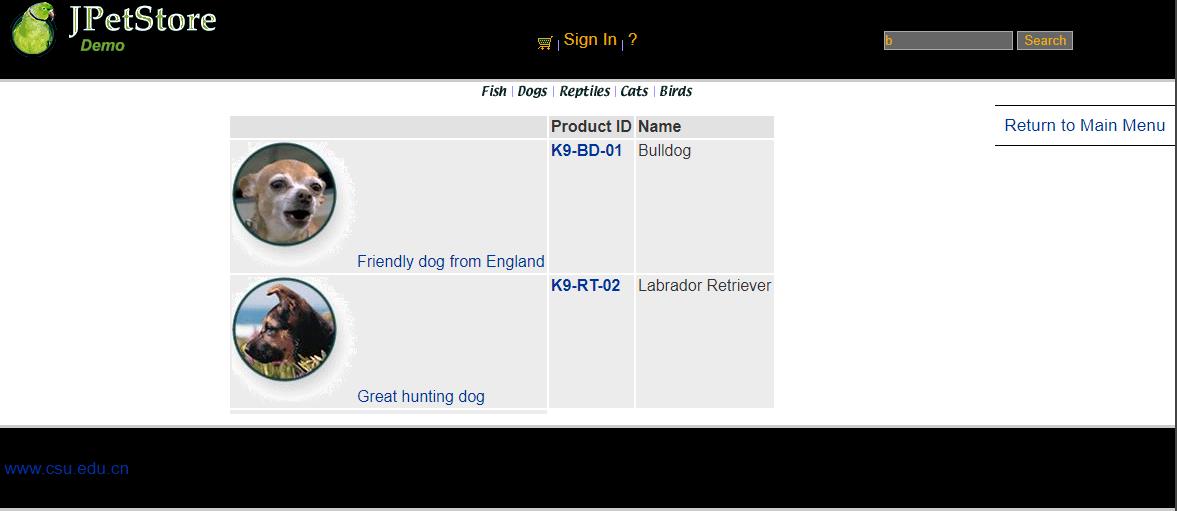 JPetStore
Demo
Sign In | ?
b
Search
Fish | Dogs | Reptiles | Cats | Birds
Return to Main Menu
Product ID Name
K9-BD-01 Bulldog
Friendly dog from England
K9-RT-02 Labrador Retriever
Great hunting dog
www.csu.edu.cn